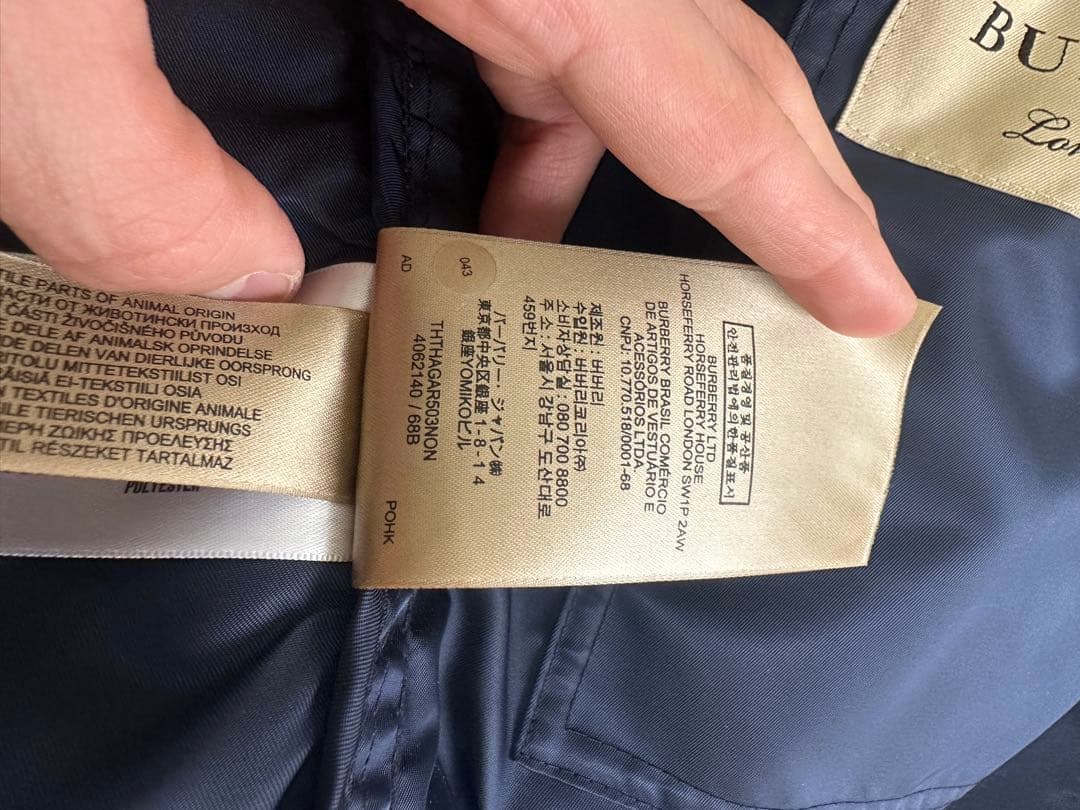 BU
Lon
품질경영 및 공산품
안전관리법에의한품질표시
BURBERRY LTD
HORSEFERRY HOUSE
HORSEFERRY ROAD LONDON SW1P 2AW
BURBERRY BRASIL COMÉRCIO
DE ARTIGOS DE VESTUÁRIO E
ACESSÓRIOS LTDA.
CNPJ: 10.770.518/0001-68
제조원 : 버버리
수입원 : 버버리코리아㈜
소비자상담실 : 080 700 8800
주 소 : 서울시 강남구 도산대로
459번지
バーバリー・ジャパン㈱
東京都中央区銀座 1-8-14
銀座YOMIKOビル
THTHAGAR503NON
4062140 / 68B
043
AD
POHK
TILE PARTS OF ANIMAL ORIGIN
ЧАСТИ ОТ ЖИВОТИНСКИ ПРОИЗХОД
ČÁSTI ŽIVOČIŠNÉHO PŮVODU
E DELE AF ANIMALSK OPRINDELSE
DE DELEN VAN DIERLIJKE OORSPRONG
RITOLU MITTETEKSTIILIST OSI
RÄISIÄ EI-TEKSTIILI OSIA
N TEXTILES D'ORIGINE ANIMALE
ILE TIERISCHEN URSPRUNGS
ΜΕΡΗ ΖΩΙΚΗΣ ΠΡΟΕΛΕΥΣΗΣ
TIL RÉSZEKET TARTALMAZ
POLYESTER